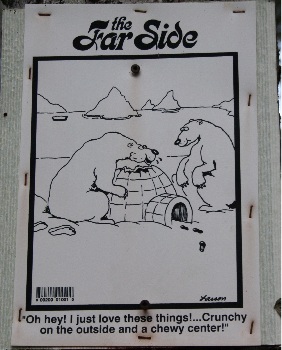 the
Far Side
Larson
"Oh hey! I just love these things!...Crunchy
on the outside and a chewy center!"